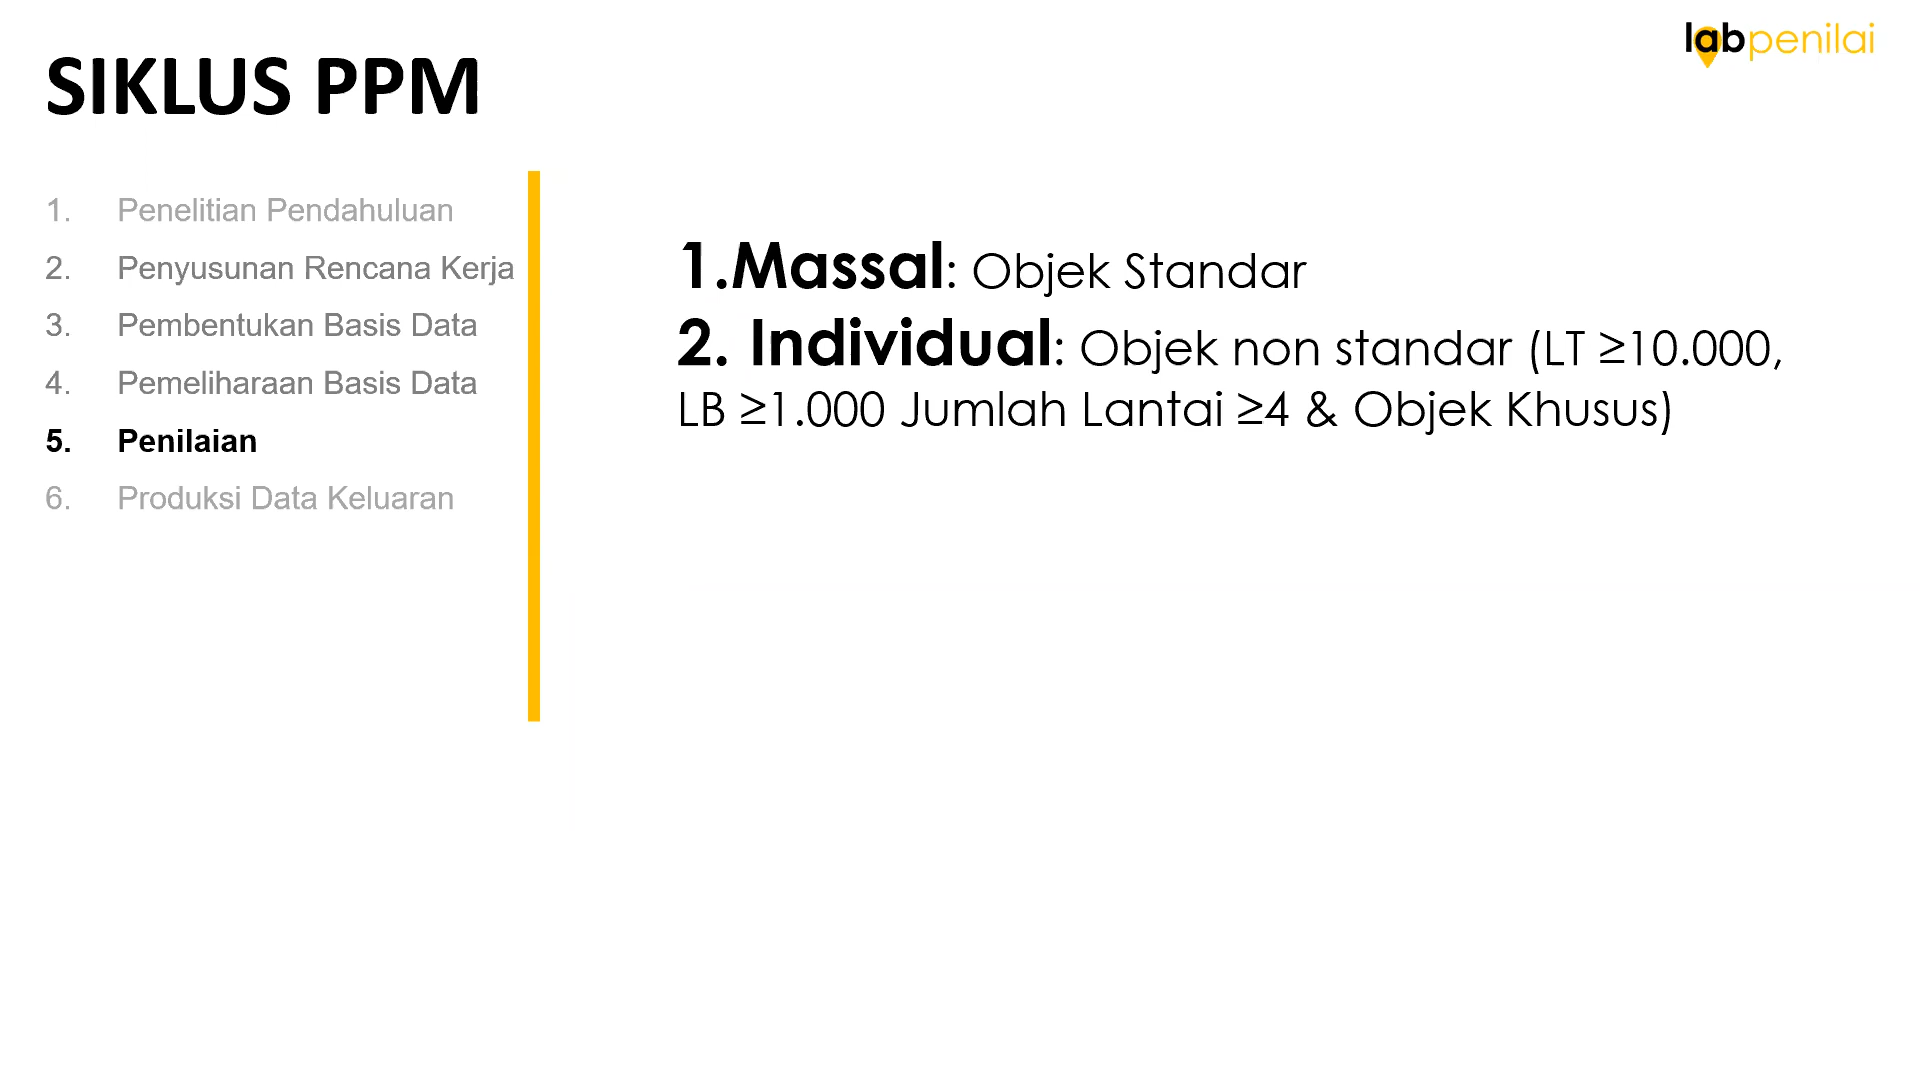 labpenilai
SIKLUS PPM
1. Penelitian Pendahuluan
2. Penyusunan Rencana Kerja
3. Pembentukan Basis Data
4. Pemeliharaan Basis Data
5. Penilaian
6. Produksi Data Keluaran
1.Massal: Objek Standar
2. Individual: Objek non standar (LT ≥10.000,
LB ≥1.000 Jumlah Lantai ≥4 & Objek Khusus)